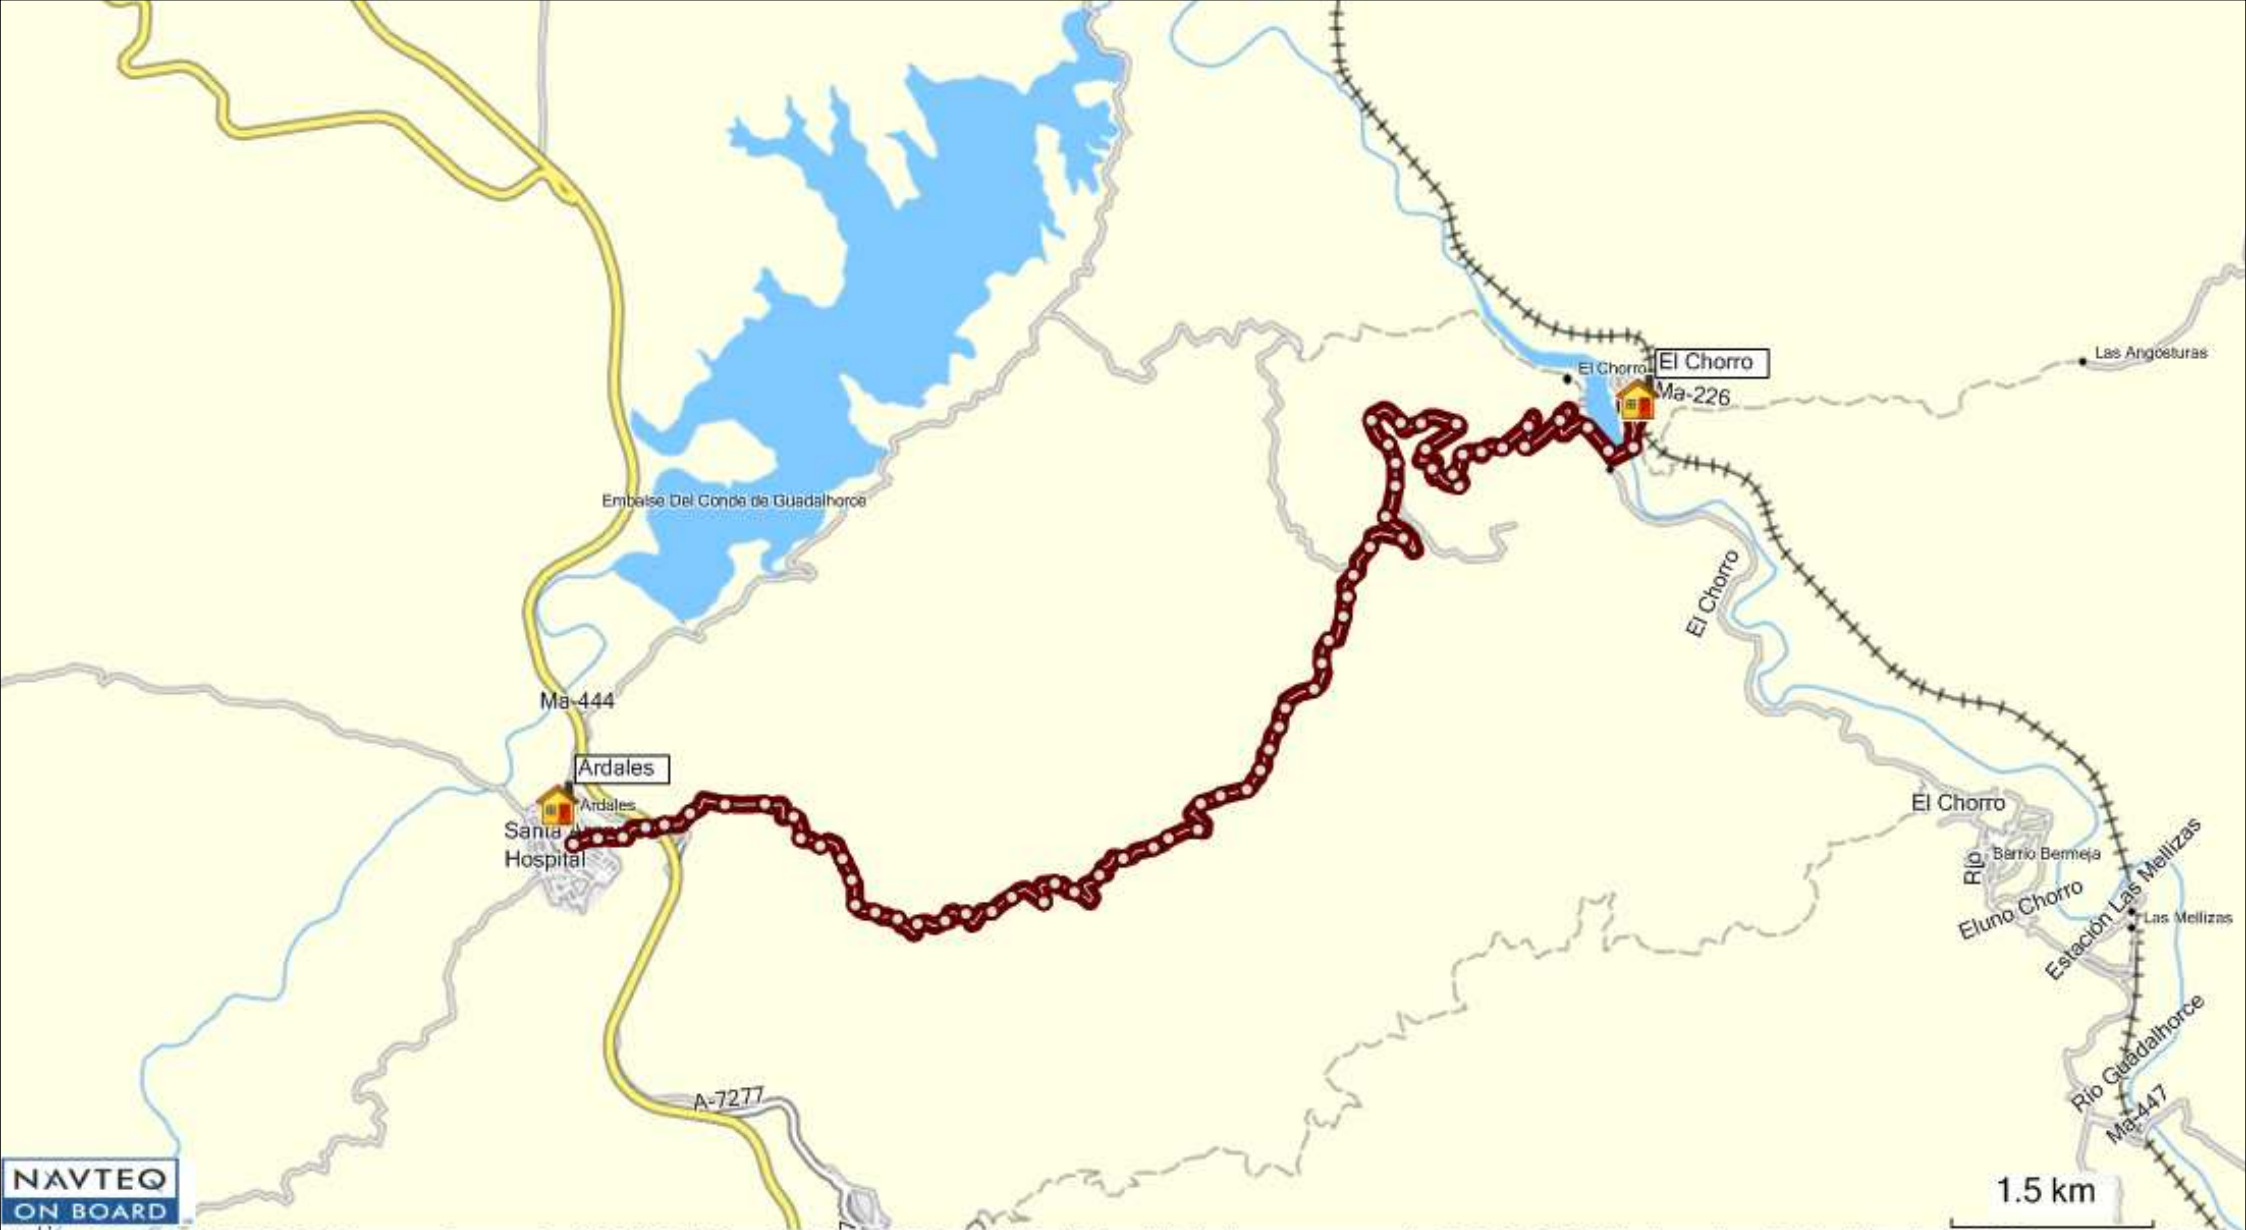 Las Angosturas
El Chorro
El Chorro
Ma-226
Embalse Del Conde de Guadalhorce
El Chorro
Ma-444
Ardales
Ardales
Santa
Hospital
El Chorro
Rio
Barrio Bermeja
Eluno Chorro
Estación Las Mellizas
Las Mellizas
Rio Guadalhorce
A-7277
Ma-447
NAVTEQ
ON BOARD
1.5 km